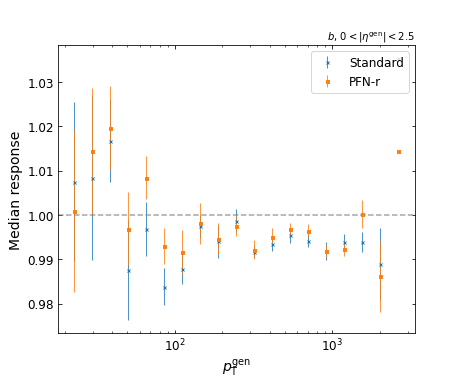 b, 0 < |η^gen| < 2.5
Standard
PFN-r
Median response
1.03
1.02
1.01
1.00
0.99
0.98
10^2
10^3
p_T^gen